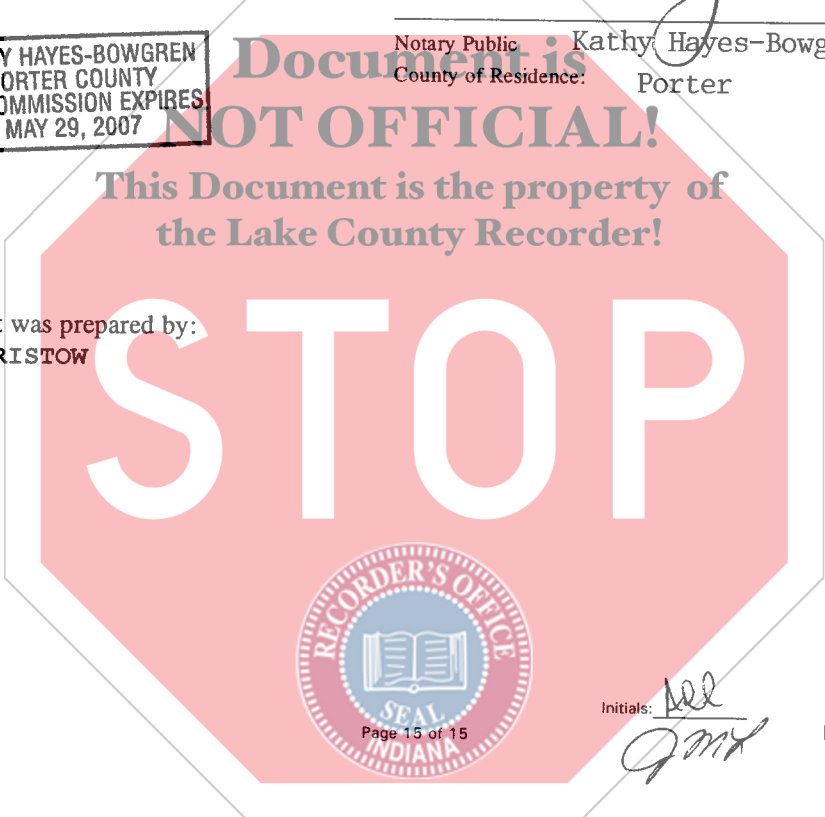 Y HAYES-BOWGREN
ORTER COUNTY
OMMISSION EXPIRES
MAY 29, 2007
Notary Public Kathy Hayes-Bowg
County of Residence: Porter
Document is
NOT OFFICIAL!
This Document is the property of
the Lake County Recorder!
t was prepared by:
RISTOW
STOP
RECORDER'S OFFICE
SEAL
INDIANA
Page 15 of 15
Initials: